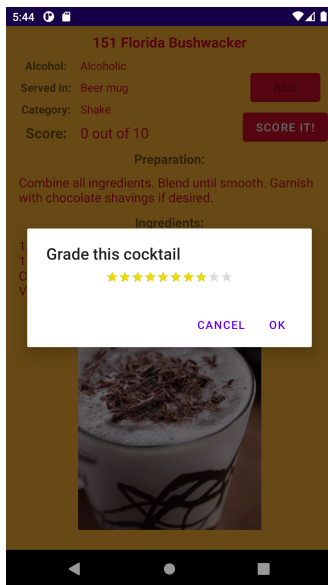 5:44
151 Florida Bushwacker
Alcohol: Alcoholic
Served in: Beer mug
ADD
Category: Shake
Score: 0 out of 10
SCORE IT!
Preparation:
Combine all ingredients. Blend until smooth. Garnish
with chocolate shavings if desired.
Ingredients:
Grade this cocktail
CANCEL OK